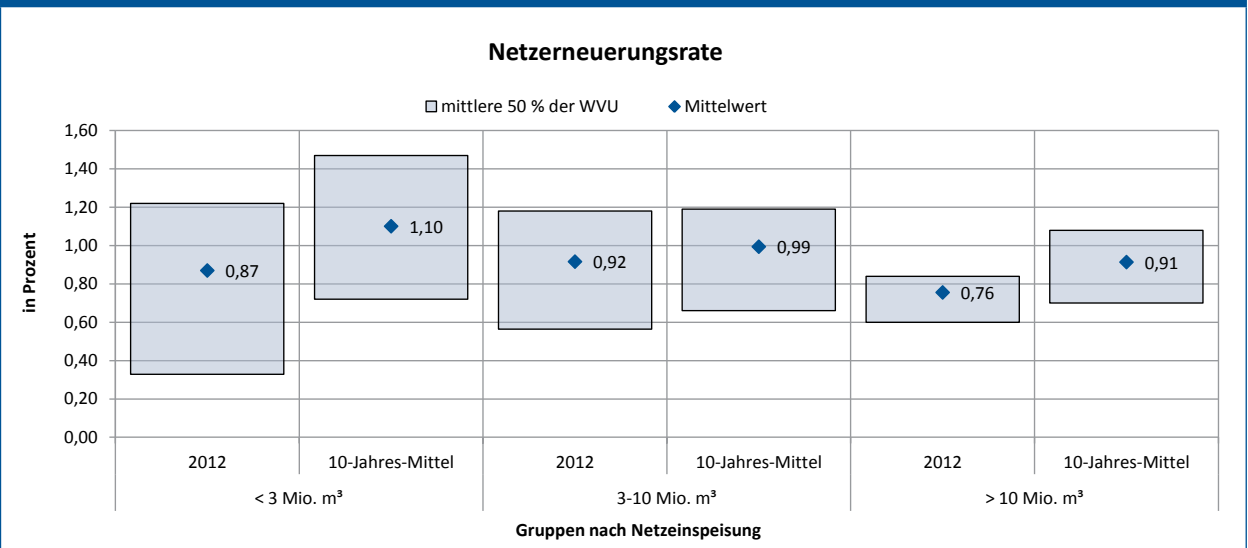 Netzerneuerungsrate
mittlere 50 % der WVU Mittelwert
in Prozent
1,60
1,40
1,20
1,00
0,80
0,60
0,40
0,20
0,00
0,87
1,10
0,92
0,99
0,76
0,91
2012 10-Jahres-Mittel 2012 10-Jahres-Mittel 2012 10-Jahres-Mittel
< 3 Mio. m³ 3-10 Mio. m³ > 10 Mio. m³
Gruppen nach Netzeinspeisung